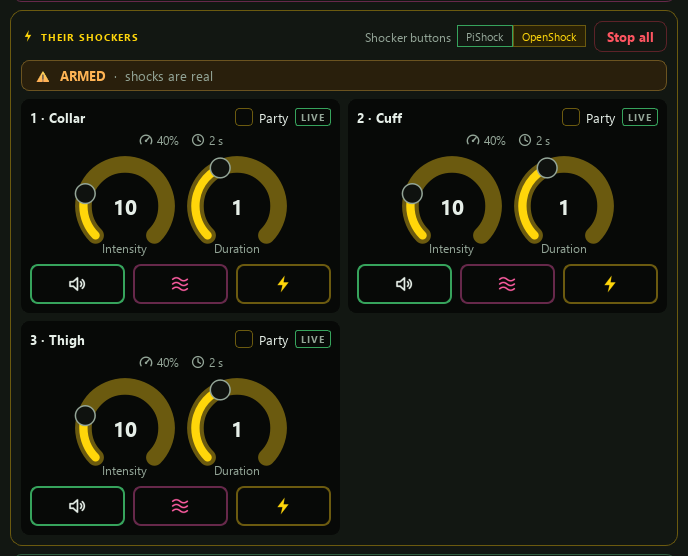 THEIR SHOCKERS
Shocker buttons PiShock OpenShock Stop all
ARMED · shocks are real
1 · Collar Party LIVE
40% 2 s
10 1
Intensity Duration
2 · Cuff Party LIVE
40% 2 s
10 1
Intensity Duration
3 · Thigh Party LIVE
40% 2 s
10 1
Intensity Duration